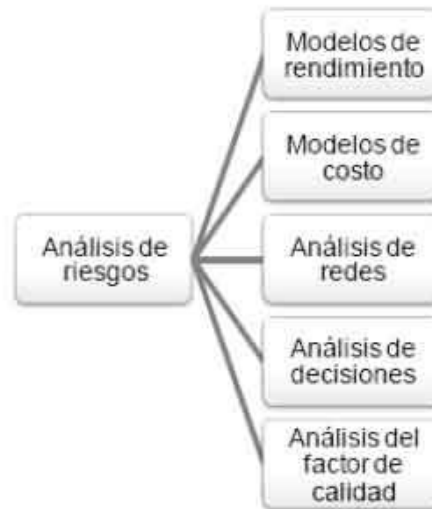 Modelos de
rendimiento
Modelos de
costo
Análisis de
riesgos
Análisis de
redes
Análisis de
decisiones
Análisis del
factor de
calidad